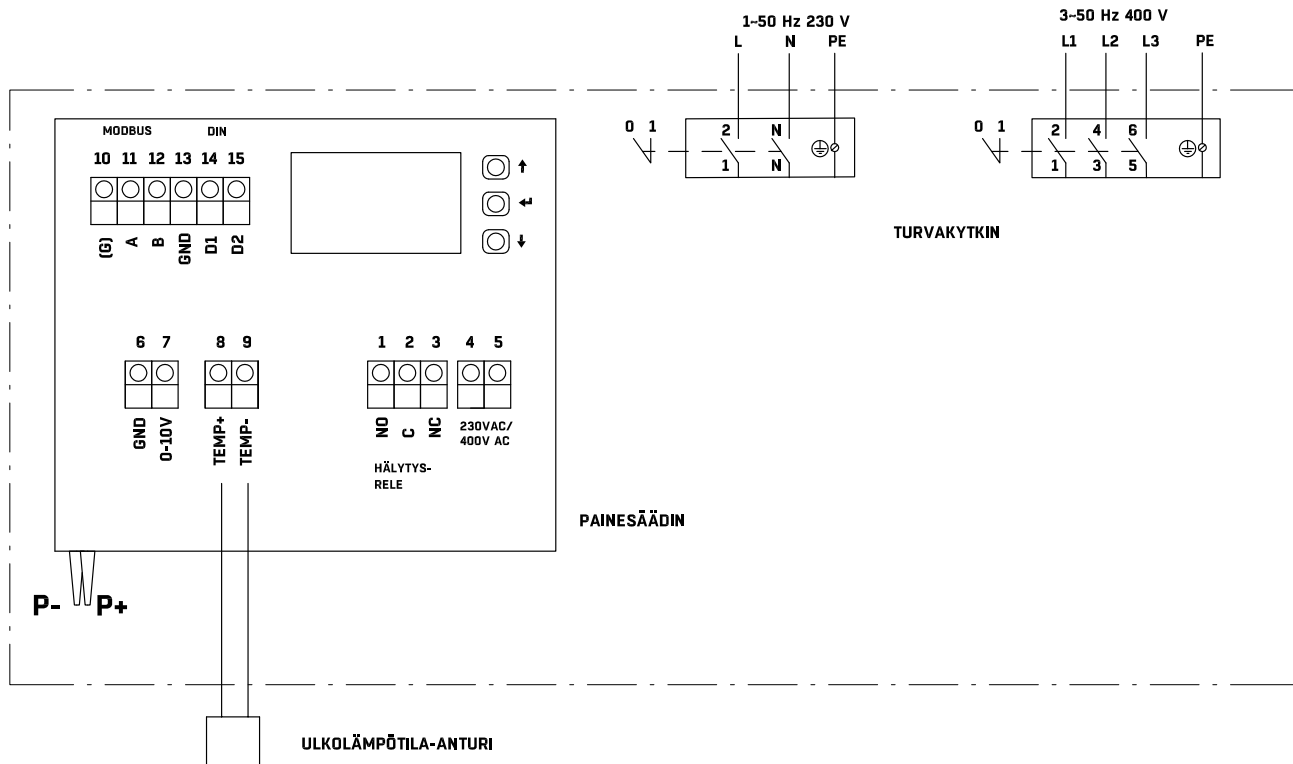 1~50 Hz 230 V
L N PE
3~50 Hz 400 V
L1 L2 L3 PE
0 1
2 N
1 N
0 1
2 4 6
1 3 5
TURVAKYTKIN
MODBUS DIN
10 11 12 13 14 15
(G) A B GND D1 D2
6 7
GND 0-10V
8 9
TEMP+ TEMP-
1 2 3 4 5
NO C NC
230VAC/
400V AC
HÄLYTYS-
RELE
PAINESÄÄDIN
P- P+
ULKOLÄMPÖTILA-ANTURI